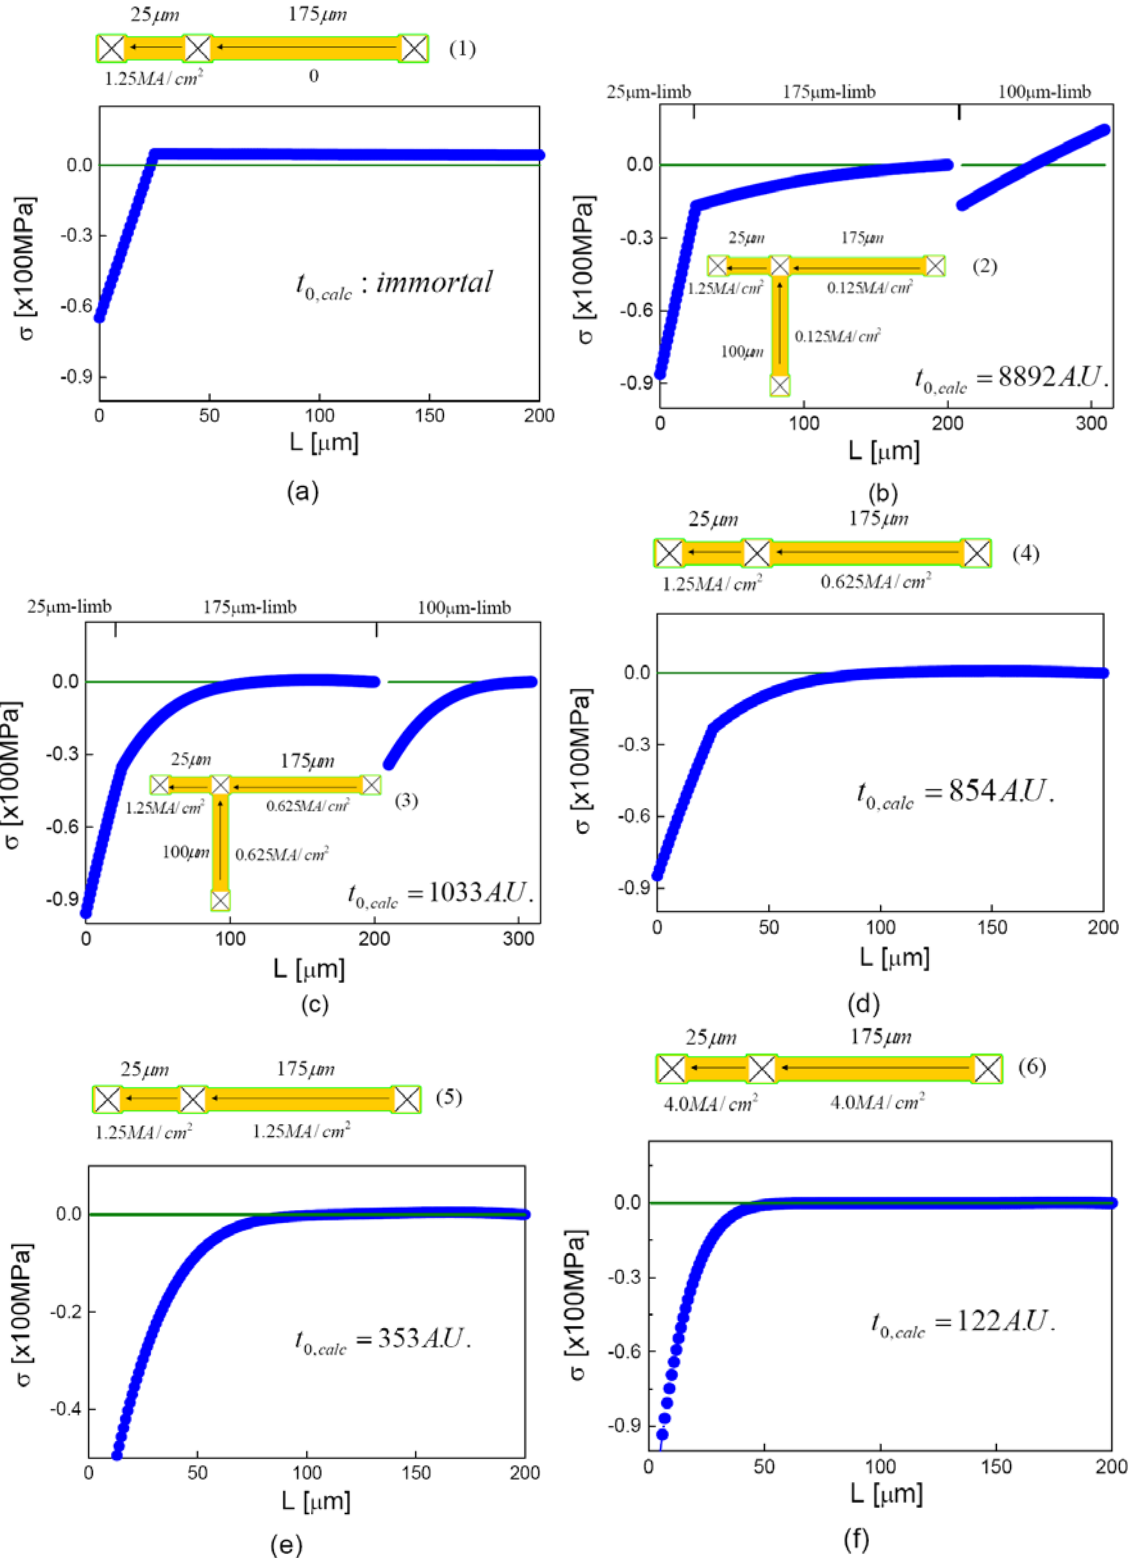 25μm 175μm
(1)
1.25MA/cm² 0
0.0
-0.3
-0.6
-0.9
σ [x100MPa]
t0,calc : immortal
0 50 100 150 200
L [μm]
(a)
25μm-limb 175μm-limb 100μm-limb
0.0
-0.3
-0.6
-0.9
σ [x100MPa]
25μm 175μm
(2)
1.25MA/cm² 0.125MA/cm²
100μm 0.125MA/cm²
t0,calc = 8892A.U.
0 100 200 300
L [μm]
(b)
25μm-limb 175μm-limb 100μm-limb
0.0
-0.3
-0.6
-0.9
σ [x100MPa]
25μm 175μm
(3)
1.25MA/cm² 0.625MA/cm²
100μm 0.625MA/cm²
t0,calc = 1033A.U.
0 100 200 300
L [μm]
(c)
25μm 175μm
(4)
1.25MA/cm² 0.625MA/cm²
0.0
-0.3
-0.6
-0.9
σ [x100MPa]
t0,calc = 854A.U.
0 50 100 150 200
L [μm]
(d)
25μm 175μm
(5)
1.25MA/cm² 1.25MA/cm²
0.0
-0.2
-0.4
σ [x100MPa]
t0,calc = 353A.U.
0 50 100 150 200
L [μm]
(e)
25μm 175μm
(6)
4.0MA/cm² 4.0MA/cm²
0.0
-0.3
-0.6
-0.9
σ [x100MPa]
t0,calc = 122A.U.
0 50 100 150 200
L [μm]
(f)